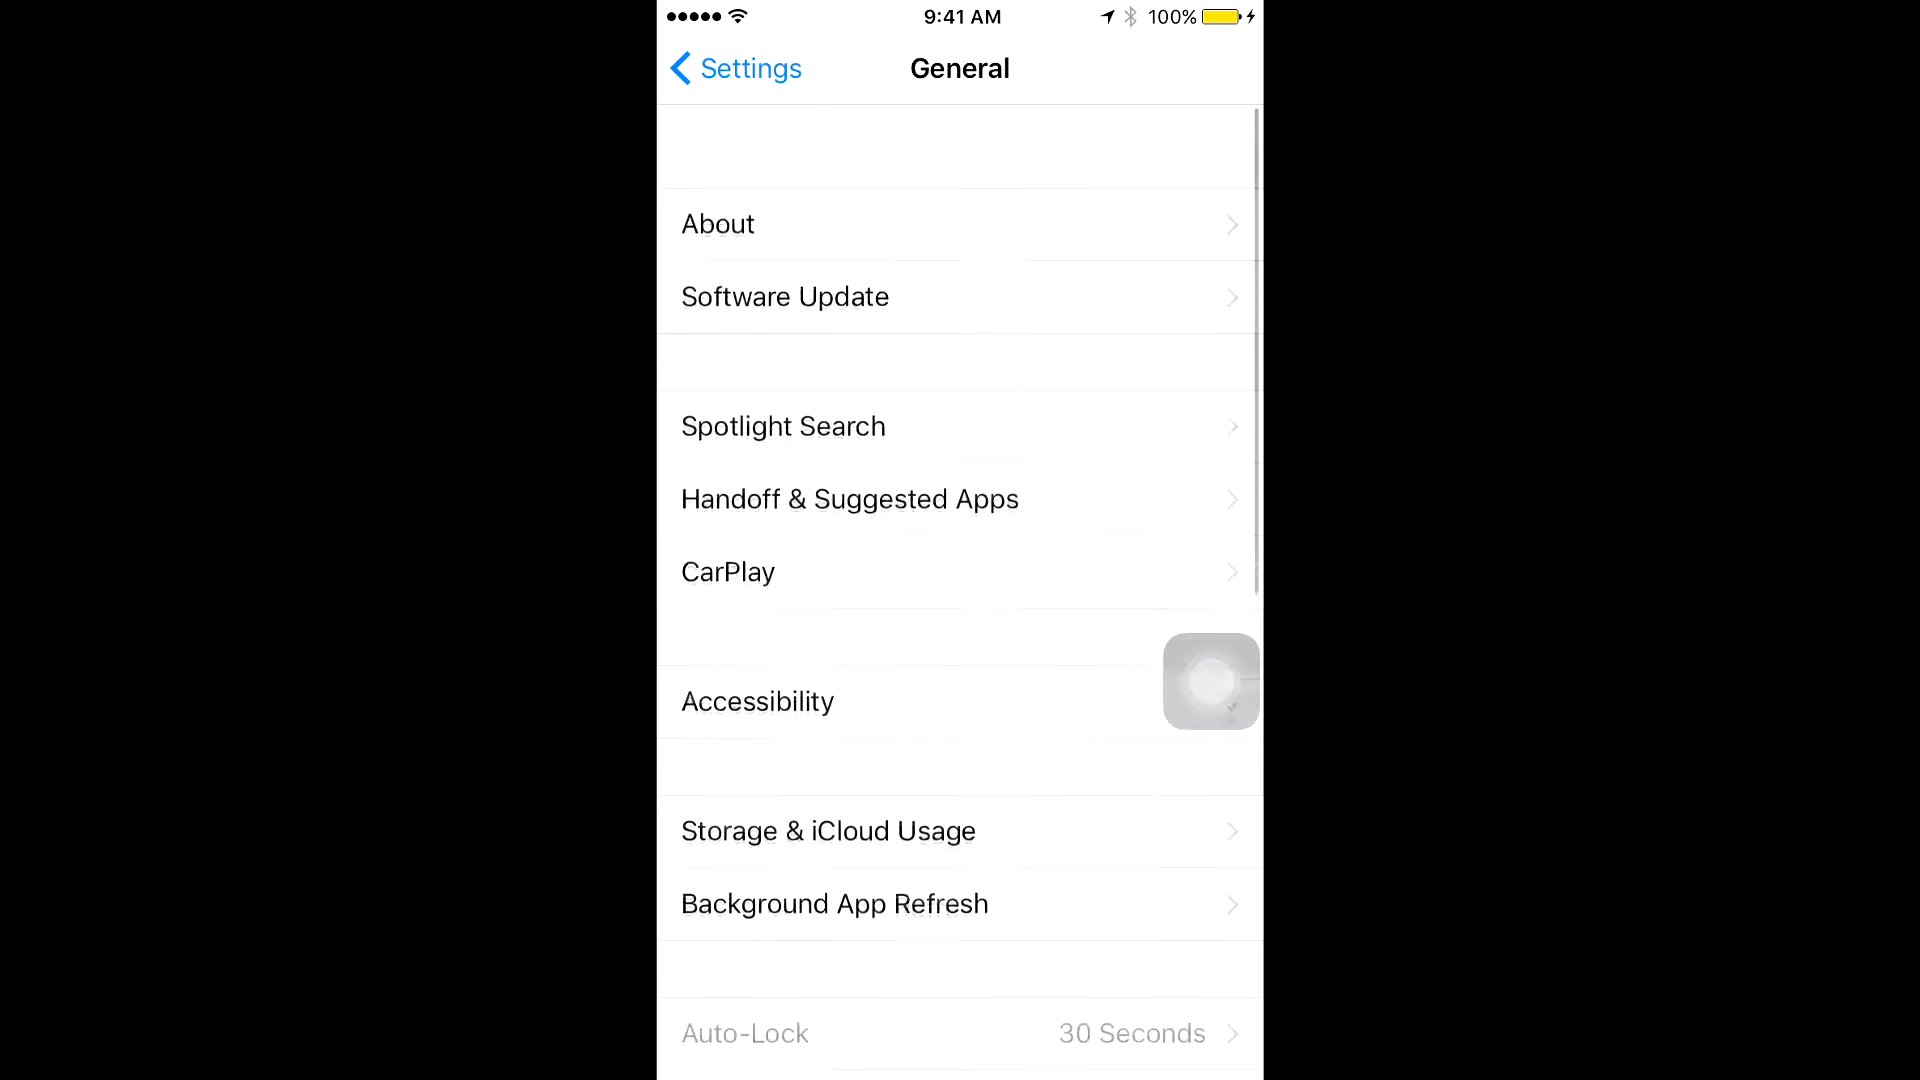 9:41 AM
100%
Settings
General
About
Software Update
Spotlight Search
Handoff & Suggested Apps
CarPlay
Accessibility
Storage & iCloud Usage
Background App Refresh
Auto-Lock 30 Seconds